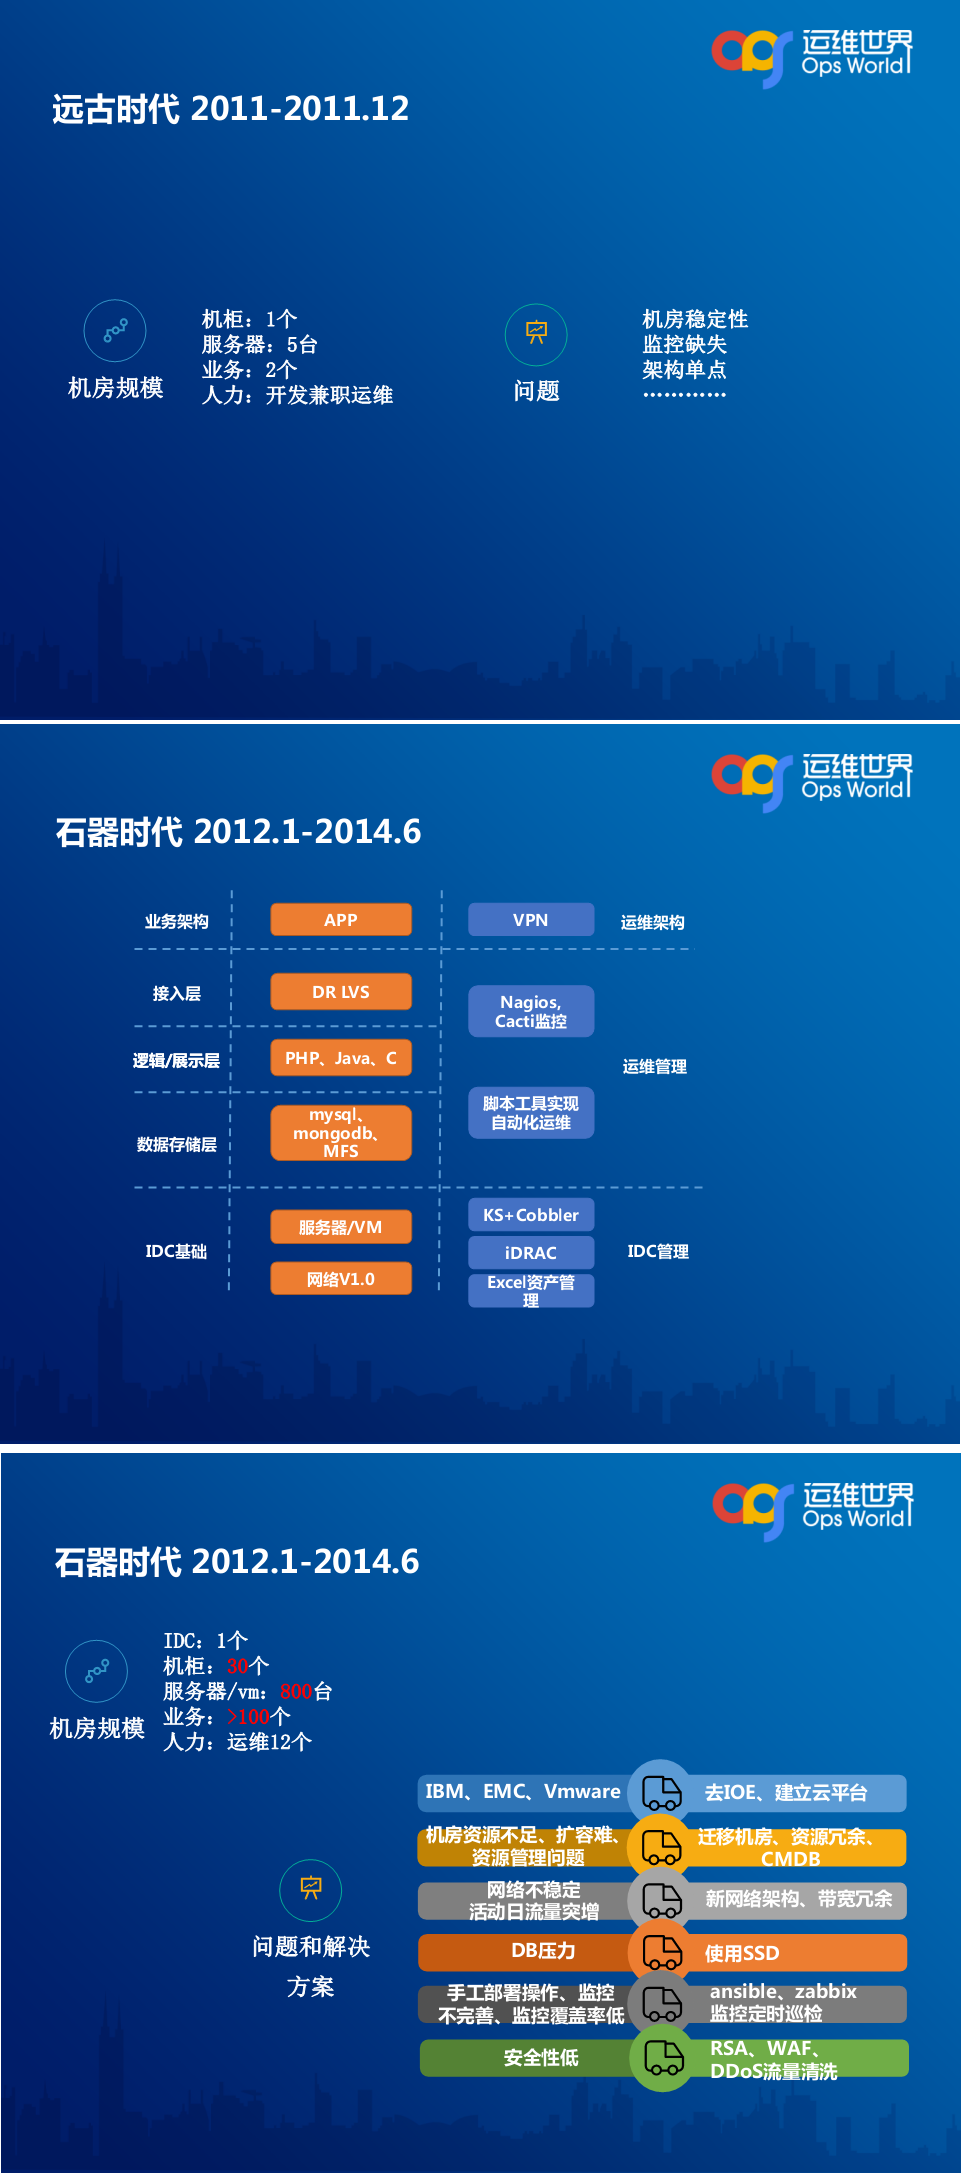 运维世界
Ops World
远古时代 2011-2011.12
机房规模
机柜：1个
服务器：5台
业务：2个
人力：开发兼职运维
问题
机房稳定性
监控缺失
架构单点
…………
运维世界
Ops World
石器时代 2012.1-2014.6
业务架构
APP
VPN
运维架构
接入层
DR LVS
Nagios,
Cacti监控
逻辑/展示层
PHP、Java、C
运维管理
脚本工具实现
自动化运维
数据存储层
mysql、
mongodb、
MFS
IDC基础
服务器/VM
网络V1.0
KS+Cobbler
iDRAC
Excel资产管
理
IDC管理
运维世界
Ops World
石器时代 2012.1-2014.6
机房规模
IDC：1个
机柜：30个
服务器/vm：800台
业务：>100个
人力：运维12个
问题和解决
方案
IBM、EMC、Vmware
去IOE、建立云平台
机房资源不足、扩容难、
资源管理问题
迁移机房、资源冗余、
CMDB
网络不稳定
活动日流量突增
新网络架构、带宽冗余
DB压力
使用SSD
手工部署操作、监控
不完善、监控覆盖率低
ansible、zabbix
监控定时巡检
安全性低
RSA、WAF、
DDoS流量清洗